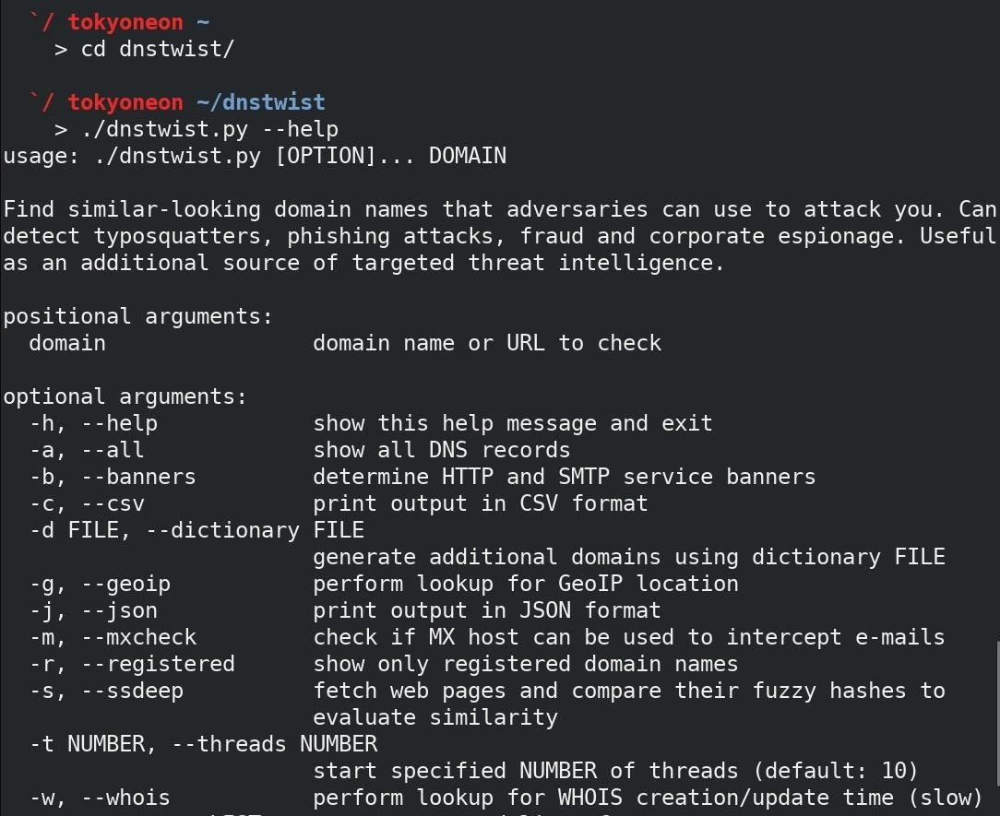 `/ tokyoneon ~
> cd dnstwist/
`/ tokyoneon ~/dnstwist
> ./dnstwist.py --help
usage: ./dnstwist.py [OPTION]... DOMAIN
Find similar-looking domain names that adversaries can use to attack you. Can
detect typosquatters, phishing attacks, fraud and corporate espionage. Useful
as an additional source of targeted threat intelligence.
positional arguments:
domain                domain name or URL to check
optional arguments:
-h, --help            show this help message and exit
-a, --all             show all DNS records
-b, --banners         determine HTTP and SMTP service banners
-c, --csv             print output in CSV format
-d FILE, --dictionary FILE
generate additional domains using dictionary FILE
-g, --geoip           perform lookup for GeoIP location
-j, --json            print output in JSON format
-m, --mxcheck         check if MX host can be used to intercept e-mails
-r, --registered      show only registered domain names
-s, --ssdeep          fetch web pages and compare their fuzzy hashes to
evaluate similarity
-t NUMBER, --threads NUMBER
start specified NUMBER of threads (default: 10)
-w, --whois           perform lookup for WHOIS creation/update time (slow)